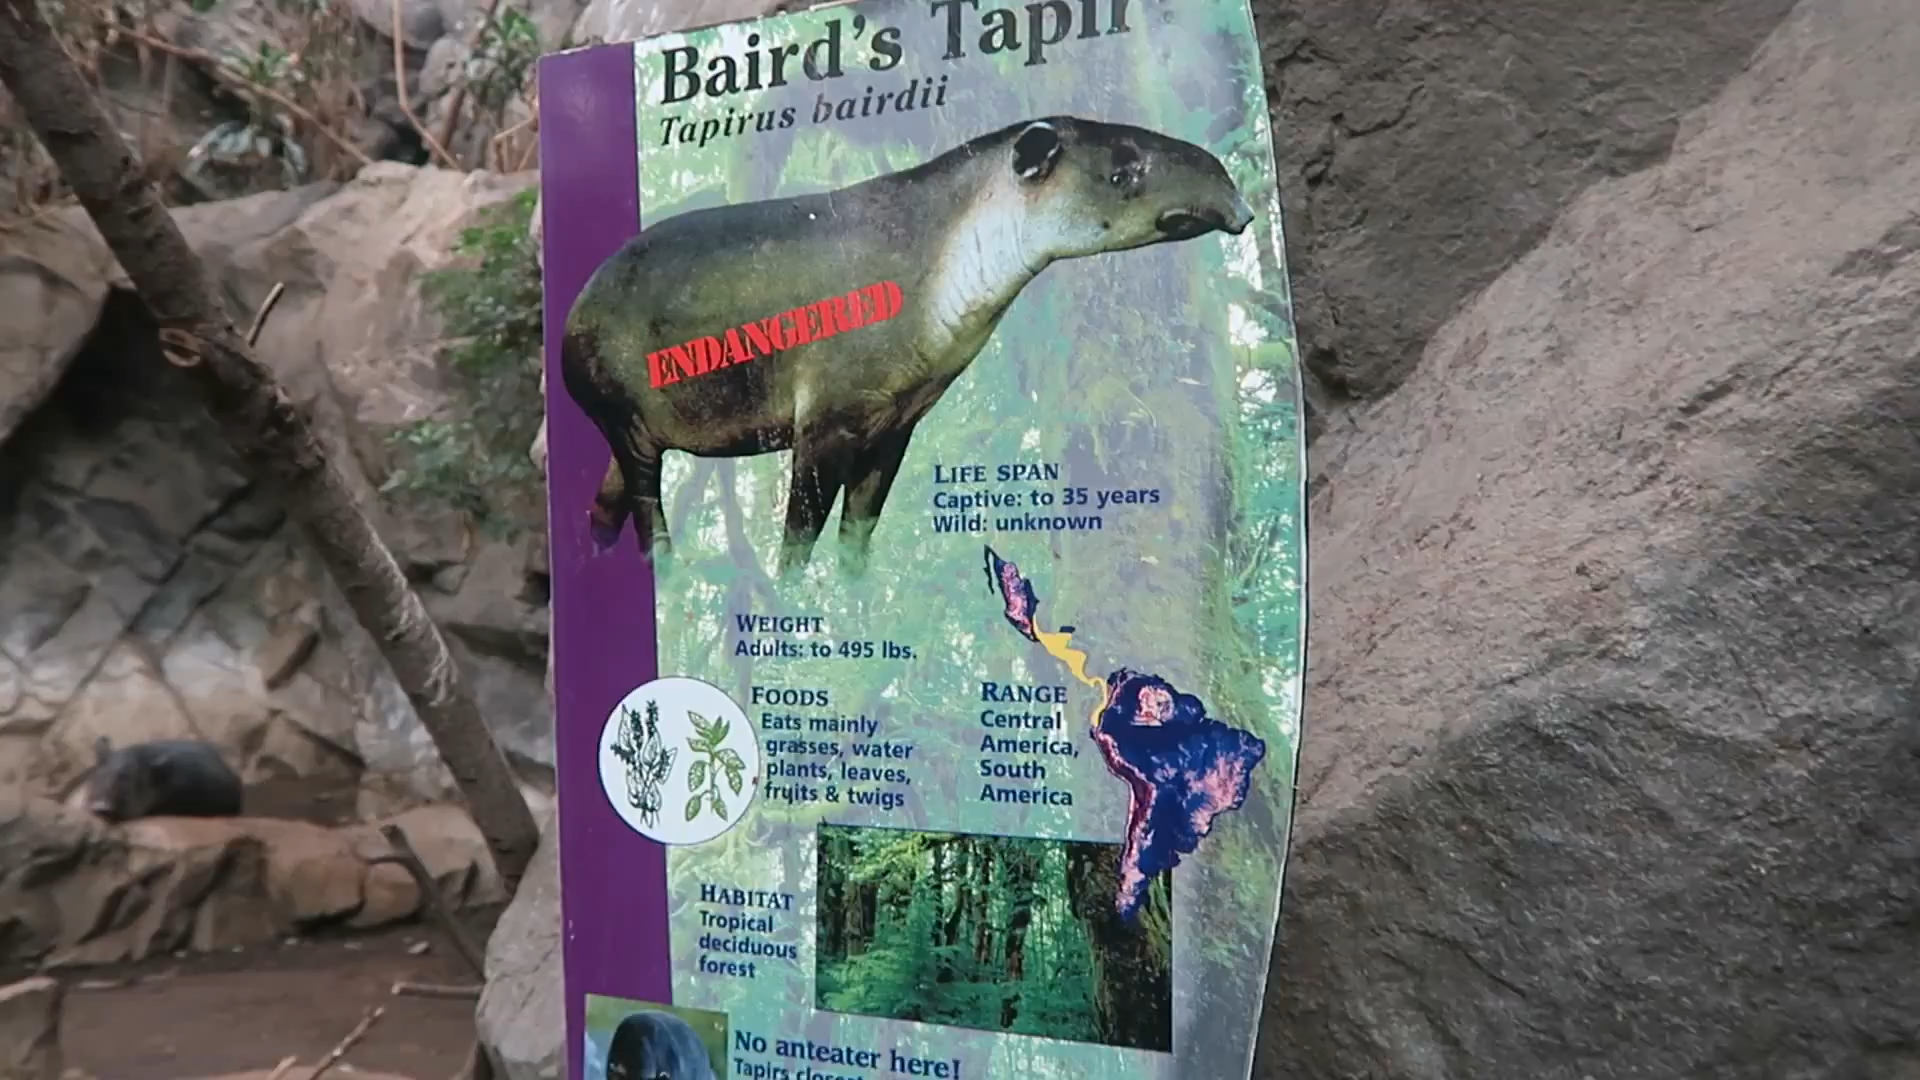 Baird's Tapir
Tapirus bairdii
ENDANGERED
LIFE SPAN
Captive: to 35 years
Wild: unknown
WEIGHT
Adults: to 495 lbs.
FOODS
Eats mainly
grasses, water
plants, leaves,
fruits & twigs
RANGE
Central
America,
South
America
HABITAT
Tropical
deciduous
forest
No anteater here!
Tapirs